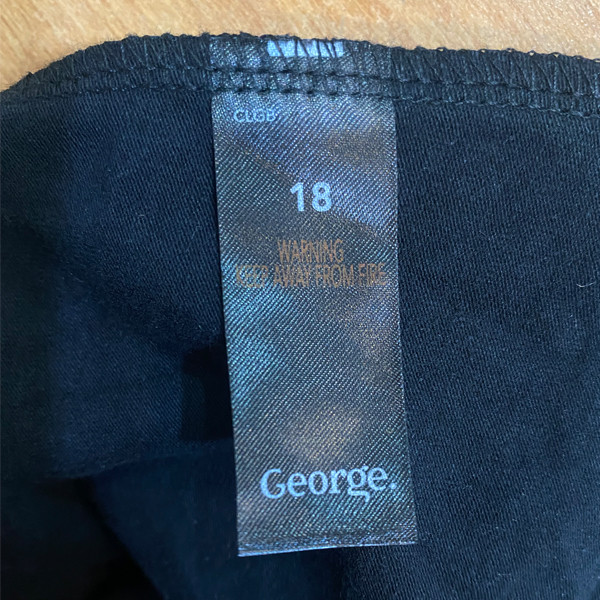 CLGB
18
WARNING
KEEP AWAY FROM FIRE
George.